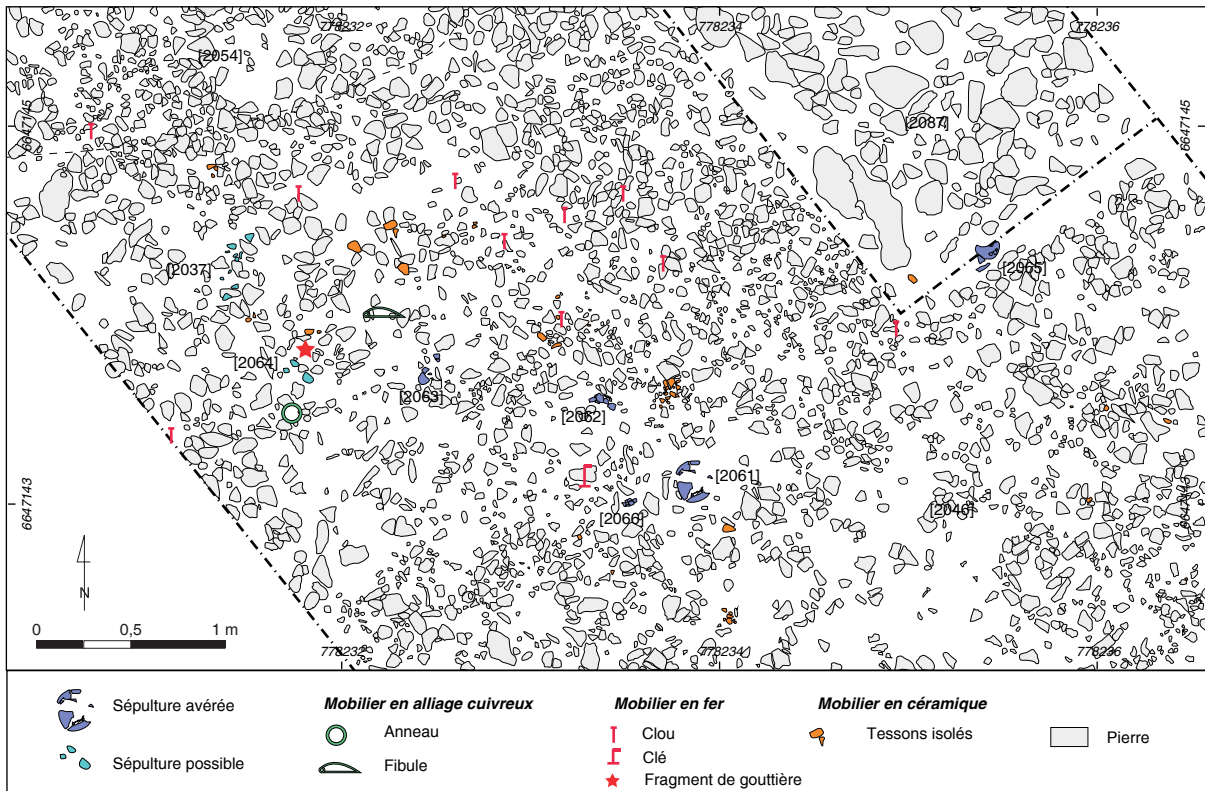 778232
778234
778236
[2054]
6647145
[2087]
6647145
[2037]
[2065]
[2064]
[2063]
[2062]
[2061]
6647143
[2066]
[2046]
6647143
N
0 0,5 1 m
778232
778234
778236
Sépulture avérée
Sépulture possible
Mobilier en alliage cuivreux
Anneau
Fibule
Mobilier en fer
Clou
Clé
Fragment de gouttière
Mobilier en céramique
Tessons isolés
Pierre